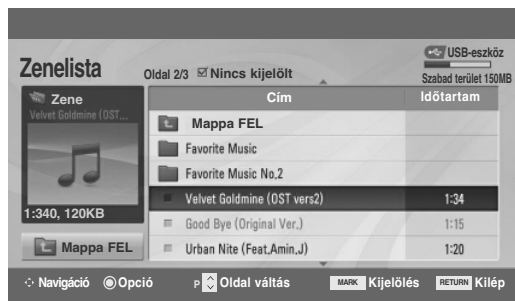 USB-eszköz
Zenelista
Oldal 2/3 Nincs kijelölt
Szabad terület 150MB
Zene
Velvet Goldmine (OST...
1:340, 120KB
Mappa FEL
Cím Időtartam
Mappa FEL
Favorite Music
Favorite Music No.2
Velvet Goldmine (OST vers2) 1:34
Good Bye (Original Ver.) 1:15
Urban Nite (Feat.Amin.J) 1:20
Navigáció Opció P Oldal váltás MARK Kijelölés RETURN Kilép